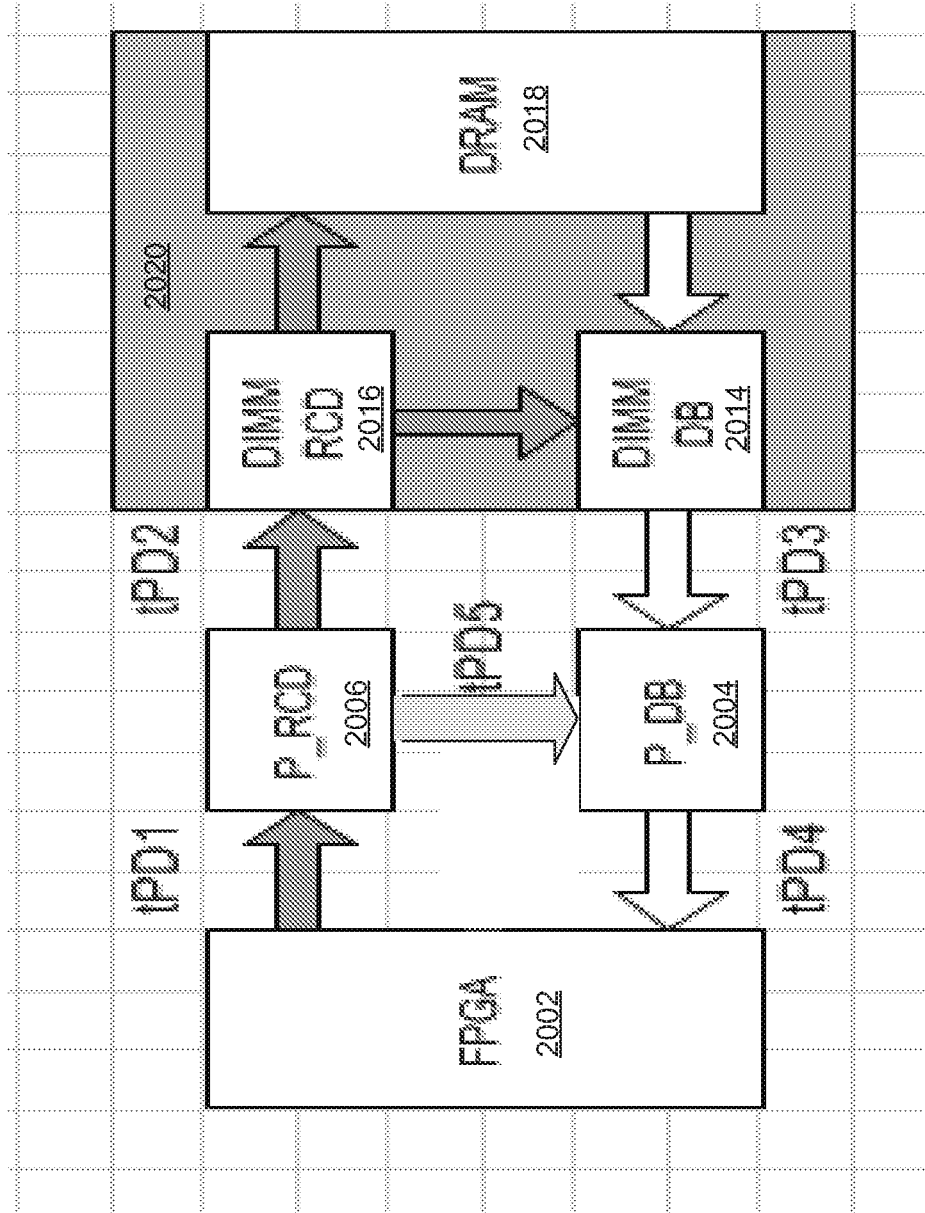 2020
DRAM
2018
DIMM
RCD
2016
DIMM
DB
2014
tPD2
tPD3
P_RCD
2006
tPD5
P_DB
2004
tPD1
tPD4
FPGA
2002